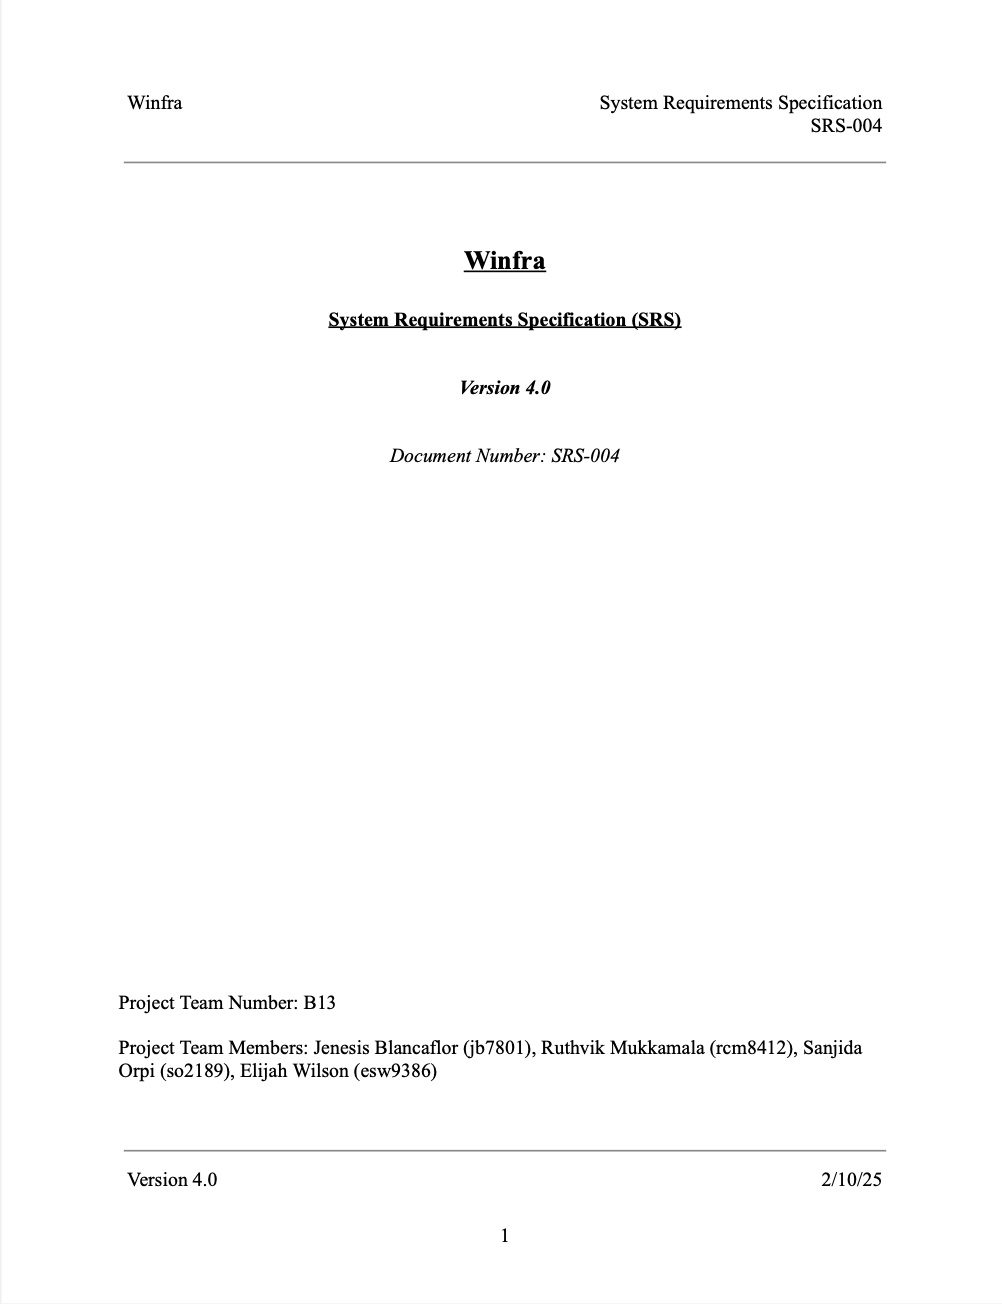 Winfra
System Requirements Specification
SRS-004
Winfra
System Requirements Specification (SRS)
Version 4.0
Document Number: SRS-004
Project Team Number: B13
Project Team Members: Jenesis Blancaflor (jb7801), Ruthvik Mukkamala (rcm8412), Sanjida
Orpi (so2189), Elijah Wilson (esw9386)
Version 4.0
2/10/25
1